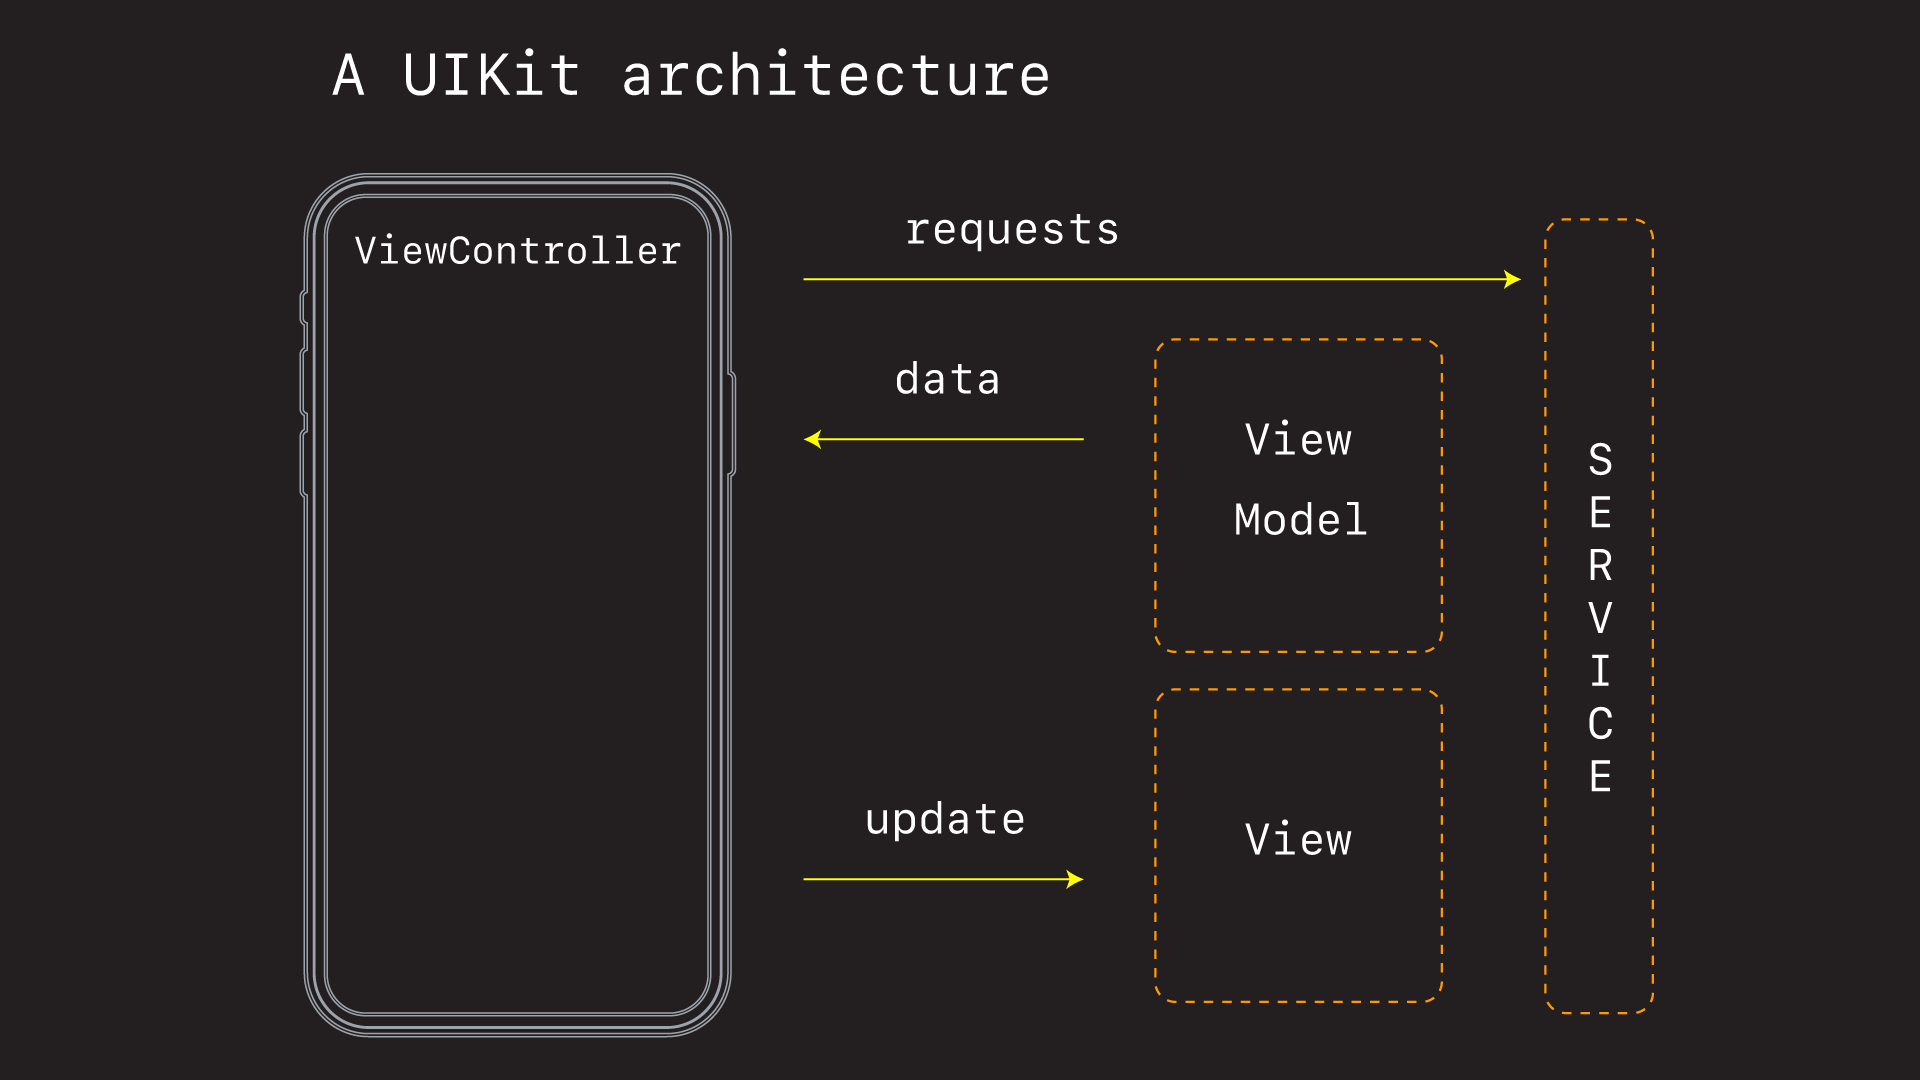 A UIKit architecture
ViewController
requests
data
View
Model
update
View
S
E
R
V
I
C
E